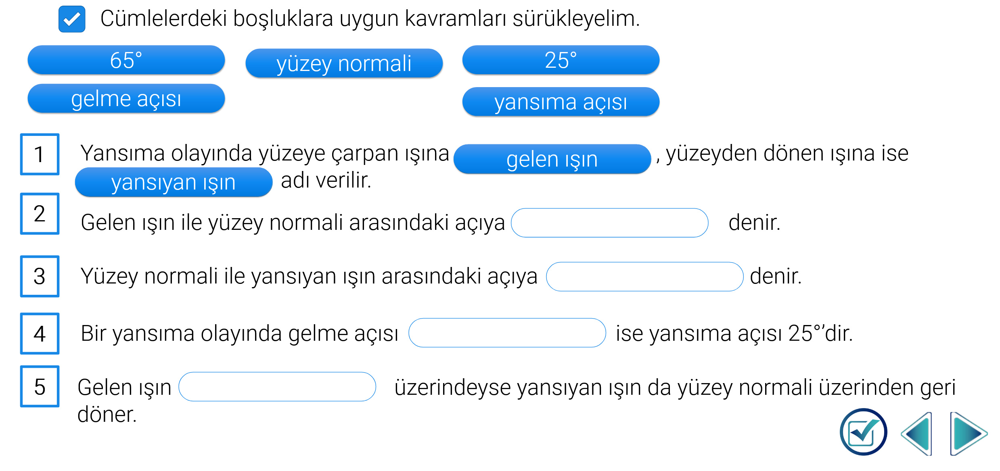 Cümlelerdeki boşluklara uygun kavramları sürükleyelim.
65° yüzey normali 25°
gelme açısı yansıma açısı
1 Yansıma olayında yüzeye çarpan ışına gelen ışın , yüzeyden dönen ışına ise
yansıyan ışın adı verilir.
2 Gelen ışın ile yüzey normali arasındaki açıya denir.
3 Yüzey normali ile yansıyan ışın arasındaki açıya denir.
4 Bir yansıma olayında gelme açısı ise yansıma açısı 25°’dir.
5 Gelen ışın üzerindeyse yansıyan ışın da yüzey normali üzerinden geri
döner.